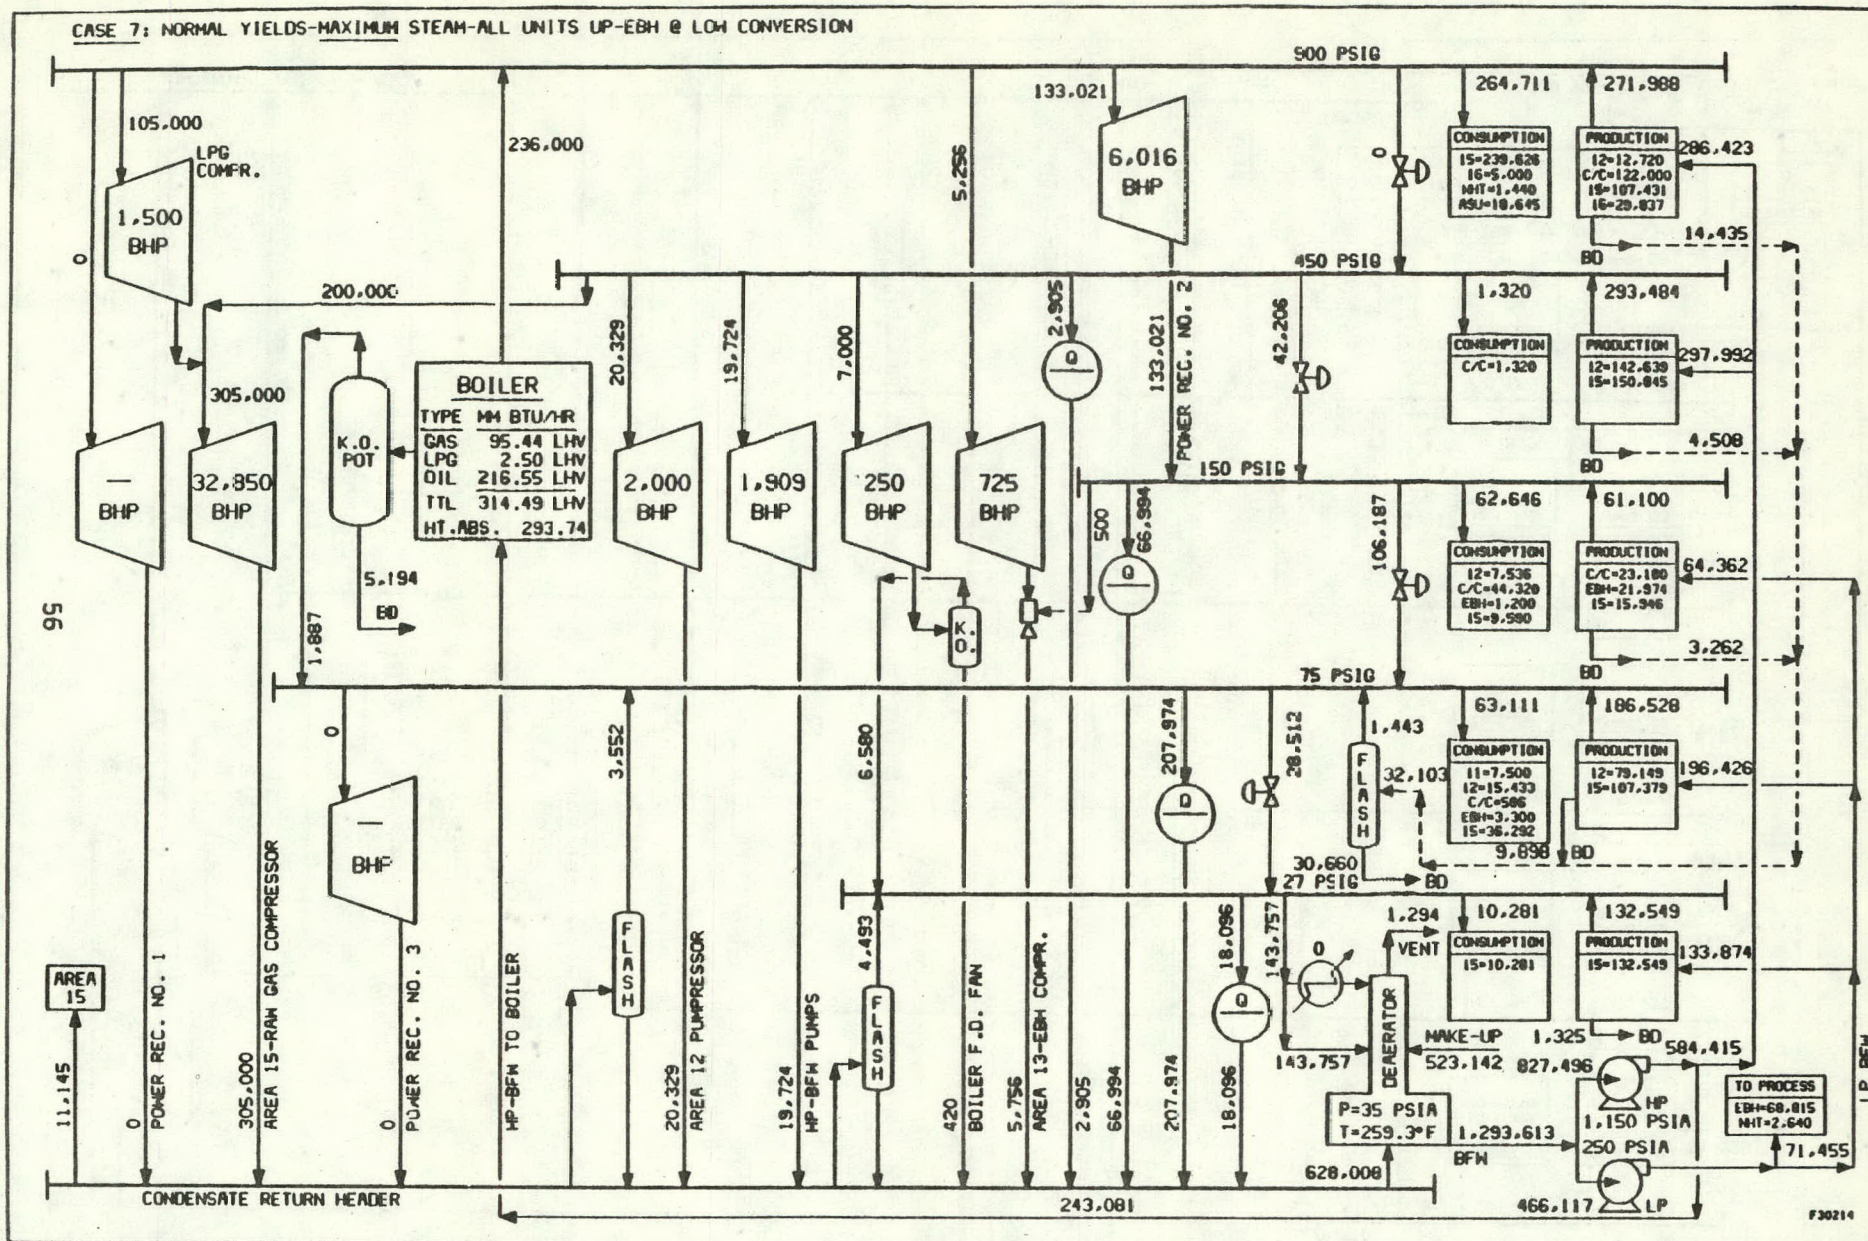 CASE 7: NORMAL YIELDS-MAXIMUM STEAM-ALL UNITS UP-EBH @ LOW CONVERSION
900 PSIG
105,000
LPG
COMPR.
1,500
BHP
0
236,000
5,256
133,021
6,016
BHP
0
264,711
271,988
CONSUMPTION
15=239,626
16=5,000
NHT=1,440
ASU=18,645
PRODUCTION
12=12,720
C/C=122,000
15=107,431
16=29,837
286,423
14,435
BD
450 PSIG
200,000
305,000
20,329
19,724
7,000
2,905
Q
133,021
POWER REC. NO. 2
42,206
1,320
293,484
CONSUMPTION
C/C=1,320
PRODUCTION
12=142,639
15=150,845
297,992
4,508
BD
K.O.
POT
BOILER
TYPE MM BTU/HR
GAS 95.44 LHV
LPG 2.50 LHV
OIL 216.55 LHV
TTL 314.49 LHV
HT.ABS. 293.74
5,194
BD
1,887
—
BHP
32,850
BHP
2,000
BHP
1,909
BHP
250
BHP
725
BHP
150 PSIG
500
66,994
Q
106,187
62,646
61,100
CONSUMPTION
12=7,536
C/C=44,320
EBH=1,200
15=9,590
PRODUCTION
C/C=23,180
EBH=21,974
15=15,946
64,362
3,262
BD
K.
O.
56
75 PSIG
0
3,552
6,580
207,974
Q
28,512
1,443
FLASH
32,103
30,660
BD
63,111
186,528
CONSUMPTION
11=7,500
12=15,433
C/C=586
EBH=3,300
15=36,292
PRODUCTION
12=79,149
15=107,379
196,426
9,898
BD
—
BHP
27 PSIG
FLASH
4,493
FLASH
18,096
Q
143,757
0
1,294
VENT
10,281
132,549
CONSUMPTION
15=10,281
PRODUCTION
15=132,549
133,874
1,325
BD
DEAERATOR
MAKE-UP
523,142
143,757
P=35 PSIA
T=259.3°F
1,293,613
BFW
628,008
827,496
HP
1,150 PSIA
250 PSIA
584,415
TO PROCESS
EBH=68,815
NHT=2,640
71,455
466,117
LP
LP BFW
AREA
15
11,145
0
POWER REC. NO. 1
305,000
AREA 15-RAW GAS COMPRESSOR
0
POWER REC. NO. 3
HP-BFW TO BOILER
20,329
AREA 12 PUMPRESSOR
19,724
HP-BFW PUMPS
420
BOILER F.D. FAN
5,756
AREA 13-EBH COMPR.
2,905
66,994
207,974
18,096
CONDENSATE RETURN HEADER
243,081
F30214